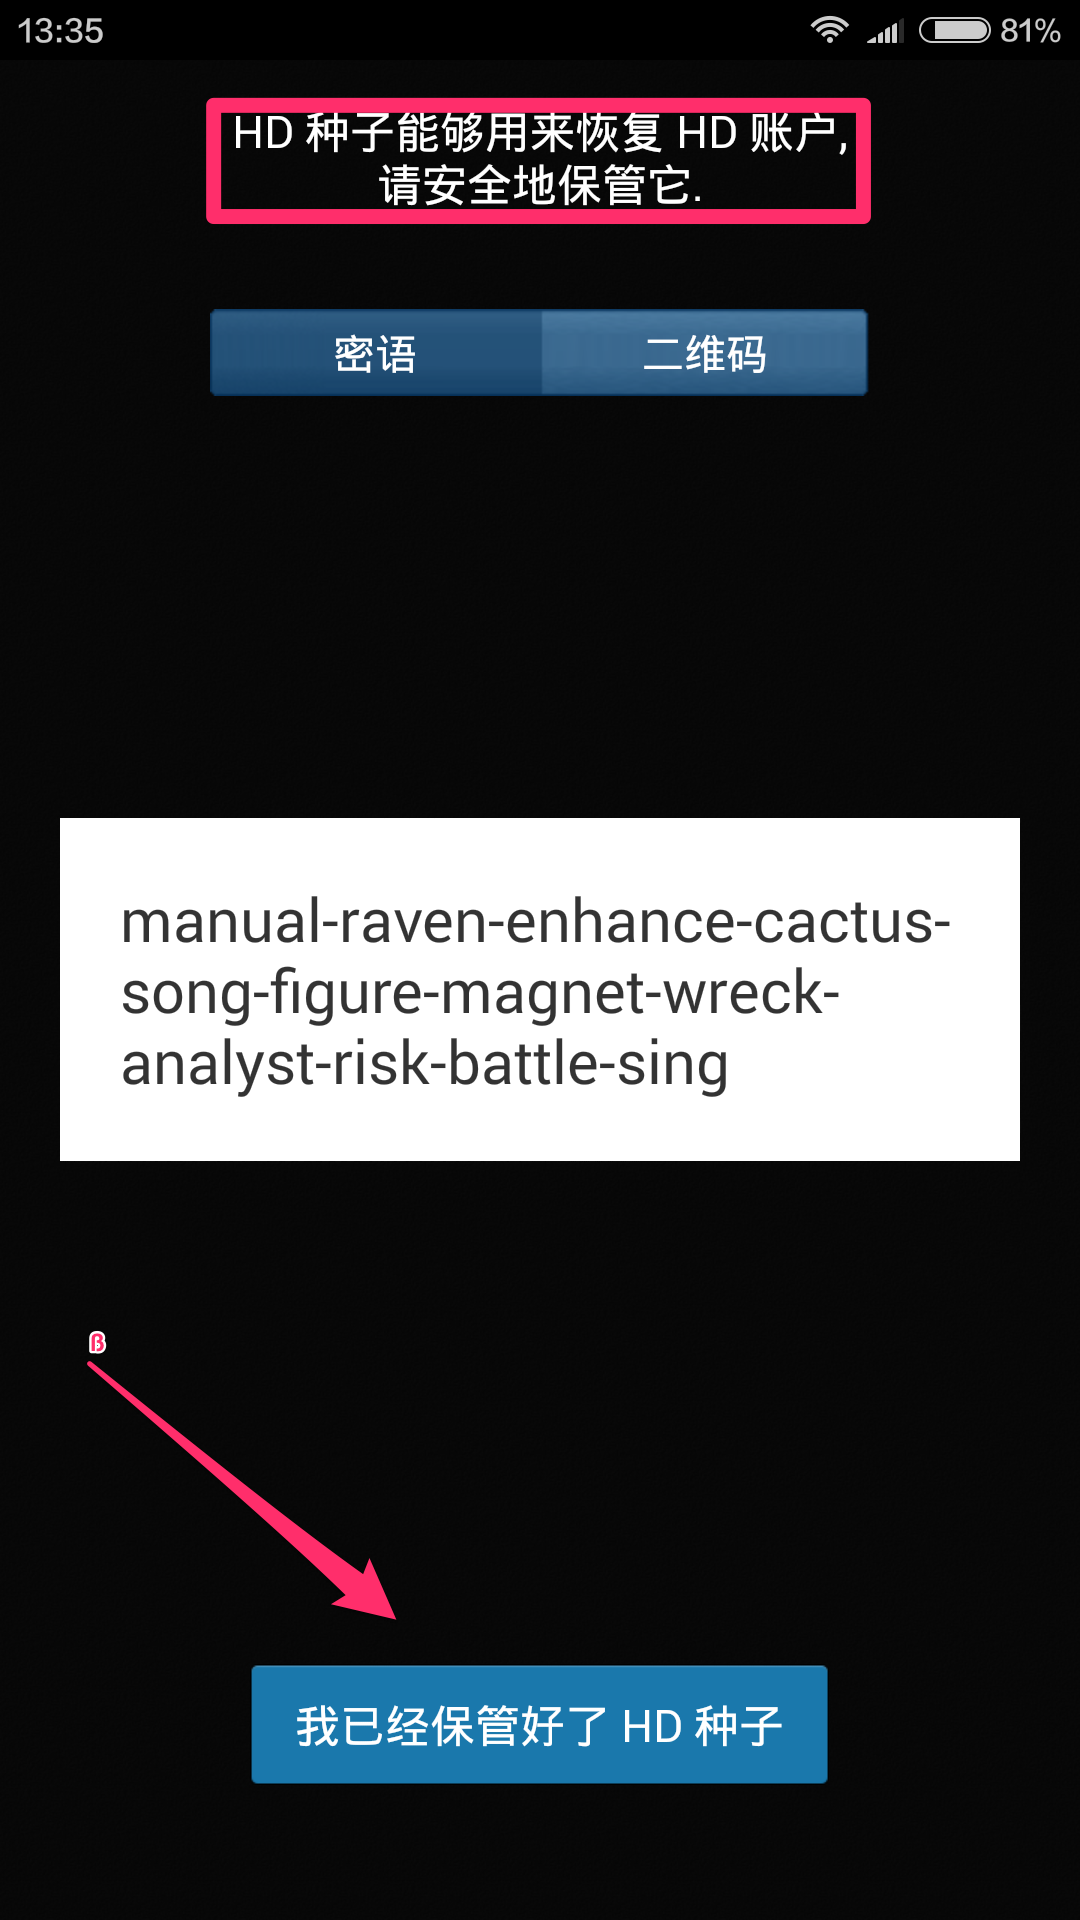 13:35 81%
HD 种子能够用来恢复 HD 账户,
请安全地保管它.
密语 二维码
manual-raven-enhance-cactus-
song-figure-magnet-wreck-
analyst-risk-battle-sing
β
我已经保管好了 HD 种子